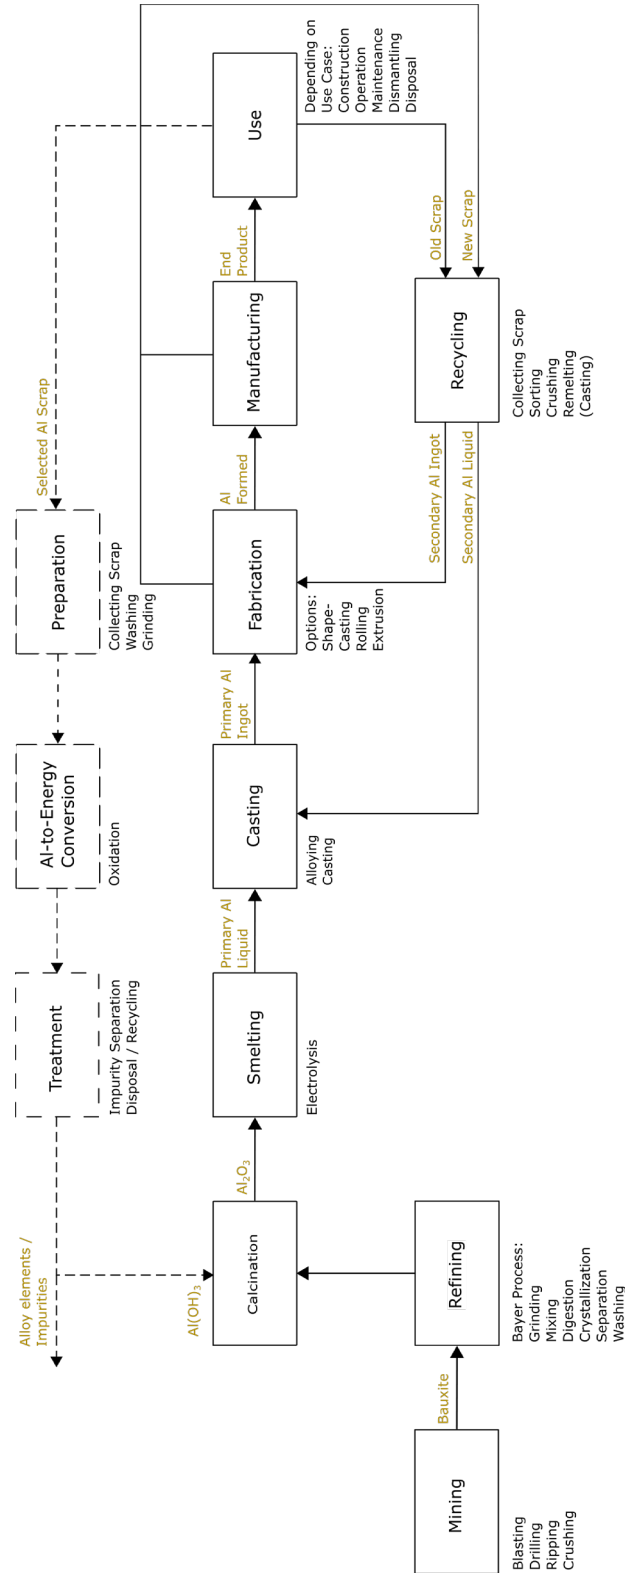 Alloy elements /
Impurities
Treatment
Impurity Separation
Disposal / Recycling
Al-to-Energy
Conversion
Oxidation
Preparation
Collecting Scrap
Washing
Grinding
Selected Al Scrap
Al(OH)₃
Calcination
Al₂O₃
Smelting
Electrolysis
Primary Al
Liquid
Casting
Alloying
Casting
Primary Al
Ingot
Fabrication
Options:
Shape-
Casting
Rolling
Extrusion
Al
Formed
Manufacturing
End
Product
Use
Depending on
Use Case:
Construction
Operation
Maintenance
Dismantling
Disposal
Mining
Blasting
Drilling
Ripping
Crushing
Bauxite
Refining
Bayer Process:
Grinding
Mixing
Digestion
Crystallization
Separation
Washing
Secondary Al Ingot
Secondary Al Liquid
Recycling
Collecting Scrap
Sorting
Crushing
Remelting
(Casting)
Old Scrap
New Scrap